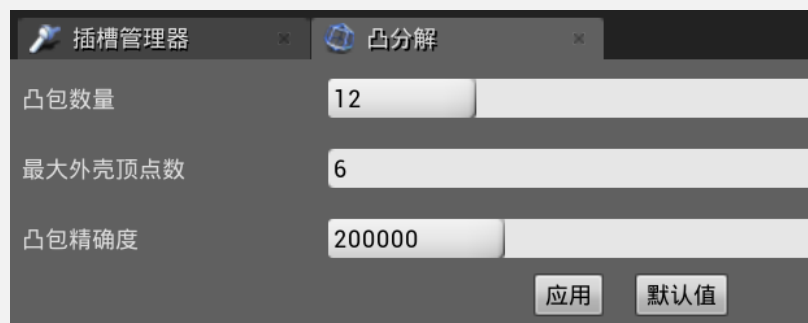 插槽管理器 凸分解
凸包数量 12
最大外壳顶点数 6
凸包精确度 200000
应用 默认值